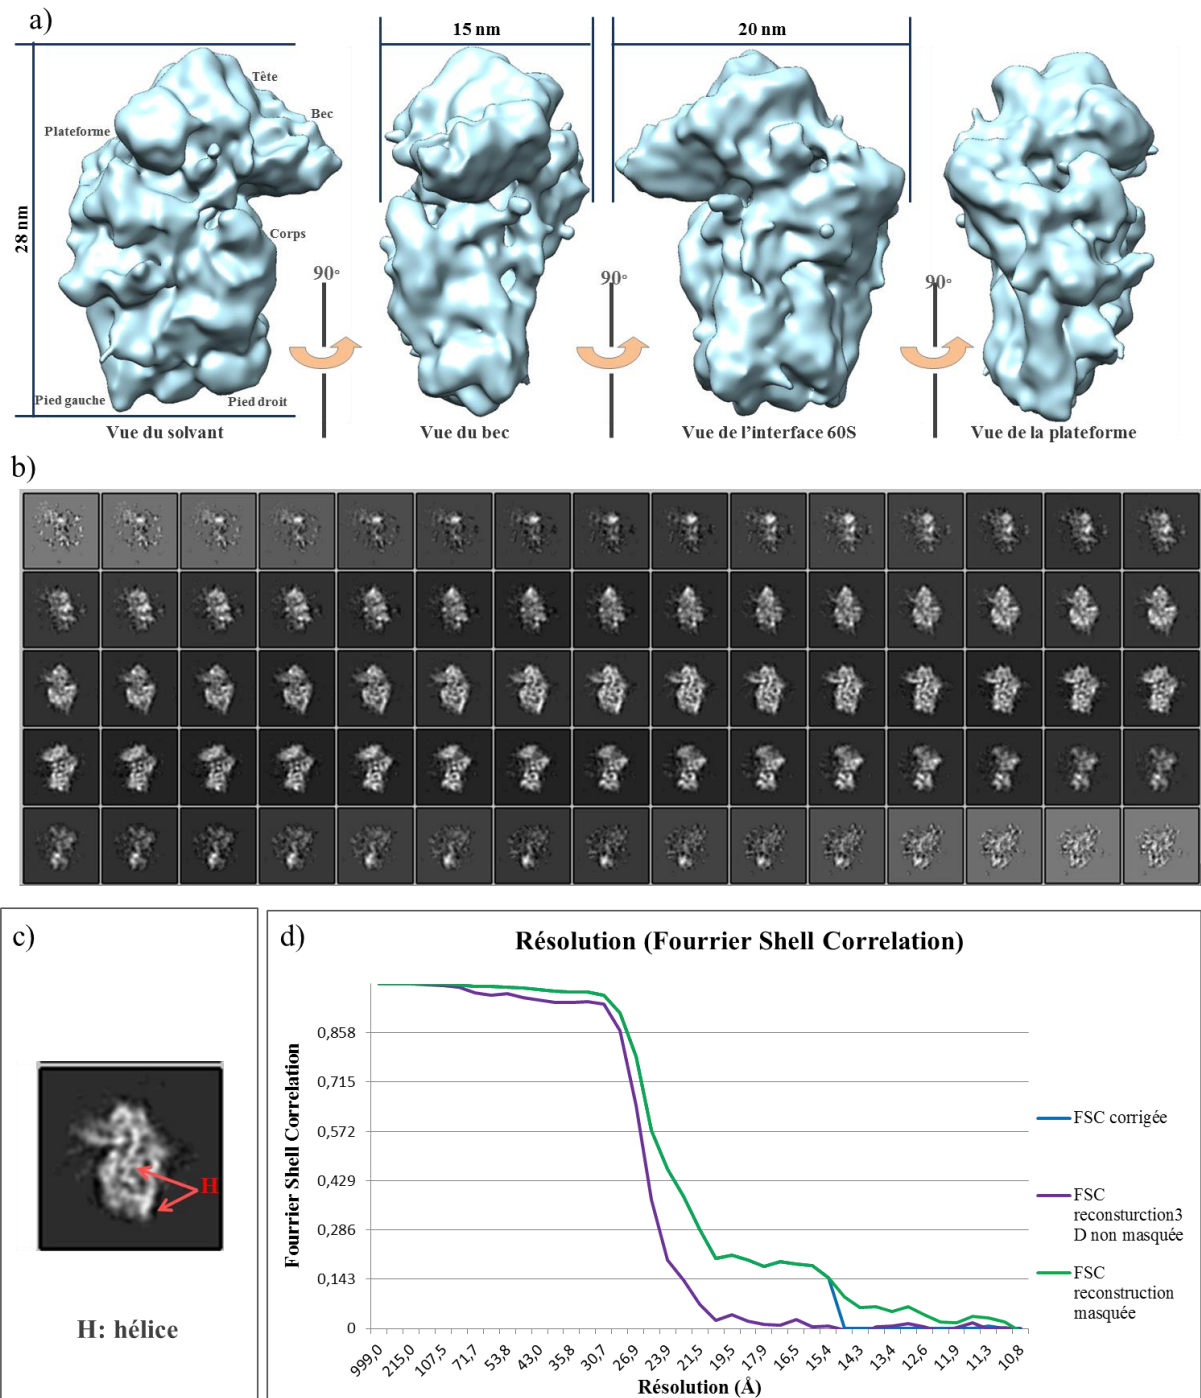 a)
15 nm
20 nm
28 nm
Tête
Bec
Plateforme
Corps
Pied gauche
Pied droit
90°
90°
90°
Vue du solvant
Vue du bec
Vue de l'interface 60S
Vue de la plateforme
b)
c)
H
H: hélice
d)
Résolution (Fourrier Shell Correlation)
Fourrier Shell Correlation
0,858
0,715
0,572
0,429
0,286
0,143
0
999,0
215,0
107,5
71,7
53,8
43,0
35,8
30,7
26,9
23,9
21,5
19,5
17,9
16,5
15,4
14,3
13,4
12,6
11,9
11,3
10,8
Résolution (Å)
FSC corrigée
FSC
reconsturction3
D non masquée
FSC
reconstruction
masquée